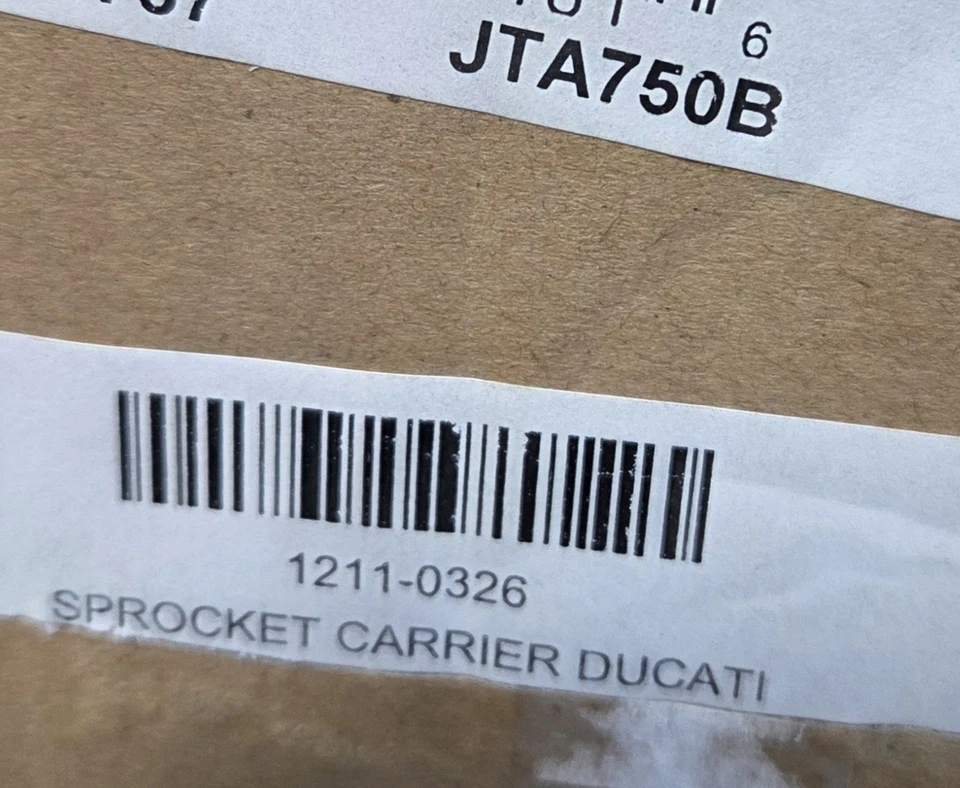 6
JTA750B
1211-0326
SPROCKET CARRIER DUCATI